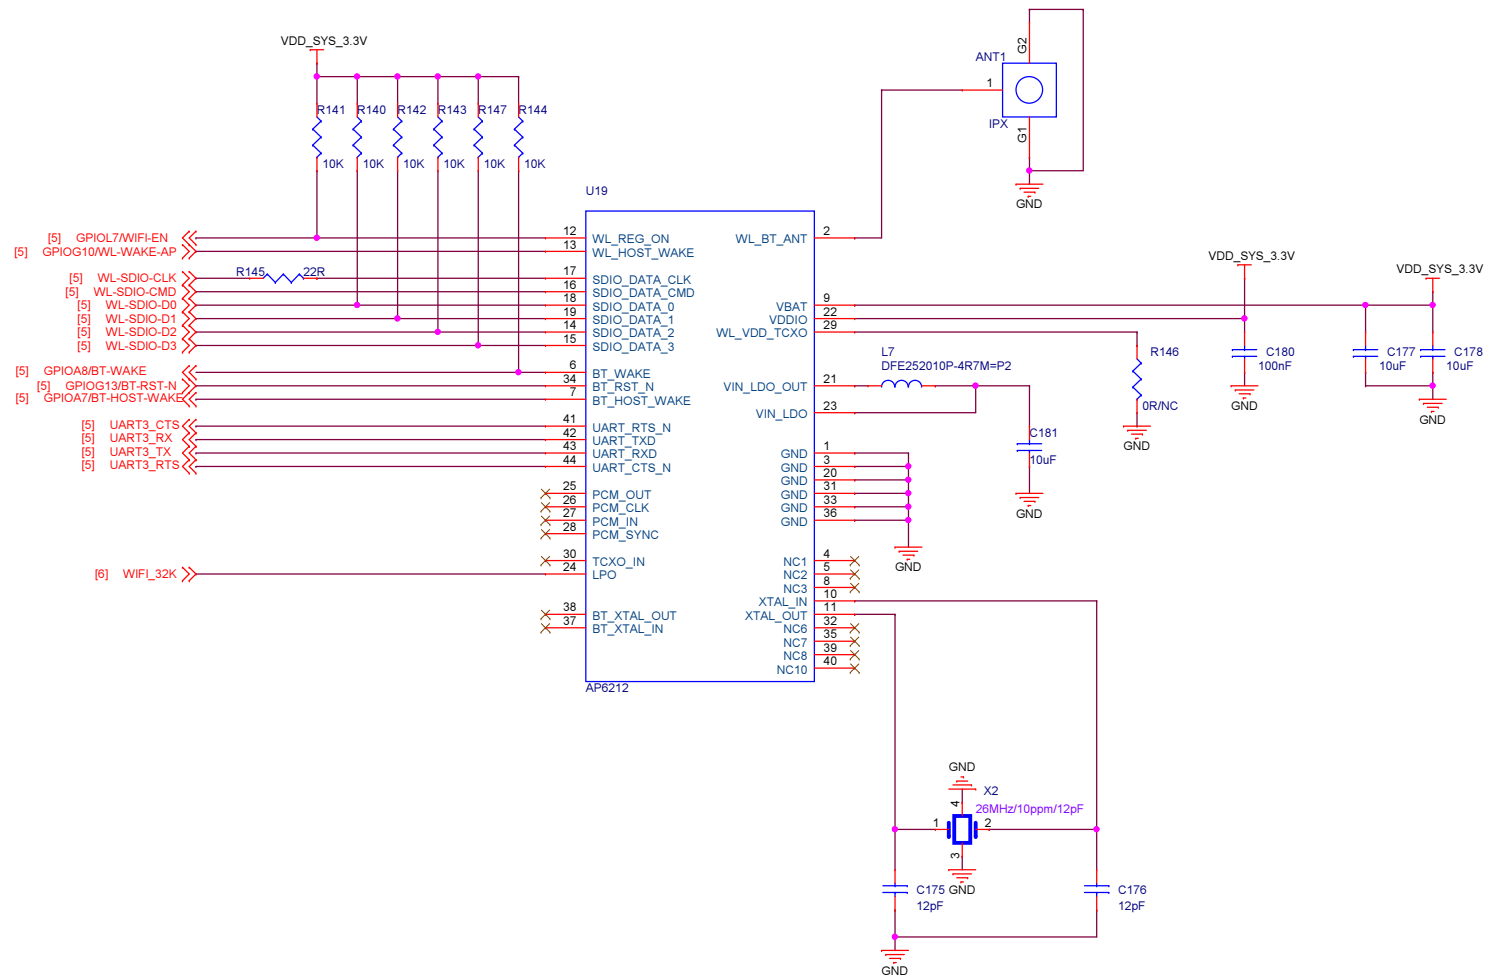 VDD_SYS_3.3V
R141 R140 R142 R143 R147 R144
10K 10K 10K 10K 10K 10K
G2
ANT1
1
IPX
G1
GND
U19
[5] GPIOL7/WIFI-EN 12 WL_REG_ON
[5] GPIOG10/WL-WAKE-AP 13 WL_HOST_WAKE
[5] WL-SDIO-CLK R145 22R 17 SDIO_DATA_CLK
[5] WL-SDIO-CMD 16 SDIO_DATA_CMD
[5] WL-SDIO-D0 18 SDIO_DATA_0
[5] WL-SDIO-D1 19 SDIO_DATA_1
[5] WL-SDIO-D2 14 SDIO_DATA_2
[5] WL-SDIO-D3 15 SDIO_DATA_3
[5] GPIOA8/BT-WAKE 6 BT_WAKE
[5] GPIOG13/BT-RST-N 34 BT_RST_N
[5] GPIOA7/BT-HOST-WAKE 7 BT_HOST_WAKE
[5] UART3_CTS 41 UART_RTS_N
[5] UART3_RX 42 UART_TXD
[5] UART3_TX 43 UART_RXD
[5] UART3_RTS 44 UART_CTS_N
25 PCM_OUT
26 PCM_CLK
27 PCM_IN
28 PCM_SYNC
30 TCXO_IN
[6] WIFI_32K 24 LPO
38 BT_XTAL_OUT
37 BT_XTAL_IN
AP6212
WL_BT_ANT 2
VBAT 9
VDDIO 22
WL_VDD_TCXO 29
VIN_LDO_OUT 21
VIN_LDO 23
GND 1
GND 3
GND 20
GND 31
GND 33
GND 36
NC1 4
NC2 5
NC3 8
XTAL_IN 10
XTAL_OUT 11
NC6 32
NC7 35
NC8 39
NC10 40
GND
L7
DFE252010P-4R7M=P2
C181
10uF
GND
R146
0R/NC
GND
VDD_SYS_3.3V
C180
100nF
GND
VDD_SYS_3.3V
C177
10uF
C178
10uF
GND
GND
X2
26MHz/10ppm/12pF
4
1 2
3
GND
C175
12pF
C176
12pF
GND